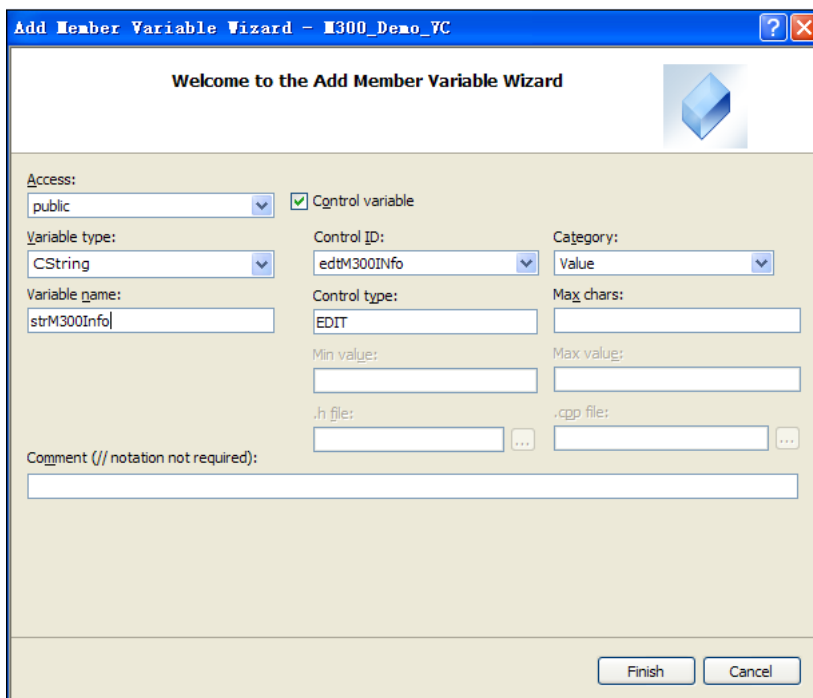 Add Member Variable Wizard - M300_Demo_VC
Welcome to the Add Member Variable Wizard
Access:
public
Control variable
Variable type:
Control ID:
Category:
CString
edtM300INfo
Value
Variable name:
Control type:
Max chars:
strM300Info
EDIT
Min value:
Max value:
.h file:
.cpp file:
...
...
Comment (// notation not required):
Finish
Cancel